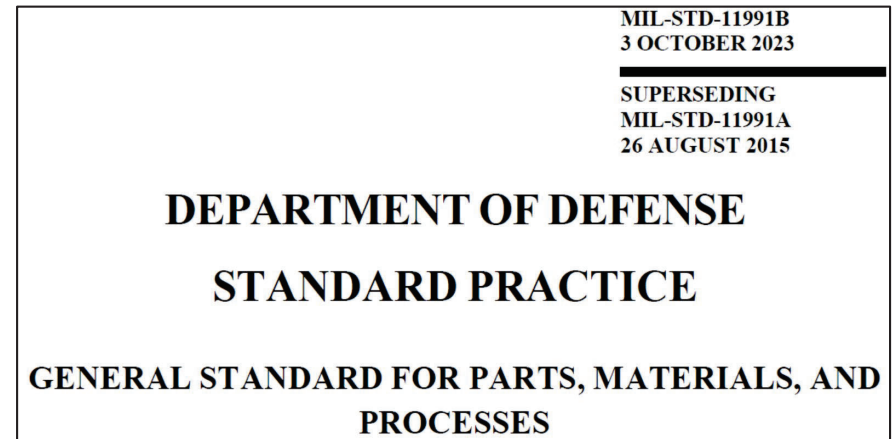 MIL-STD-11991B
3 OCTOBER 2023
SUPERSEDING
MIL-STD-11991A
26 AUGUST 2015
DEPARTMENT OF DEFENSE
STANDARD PRACTICE
GENERAL STANDARD FOR PARTS, MATERIALS, AND
PROCESSES